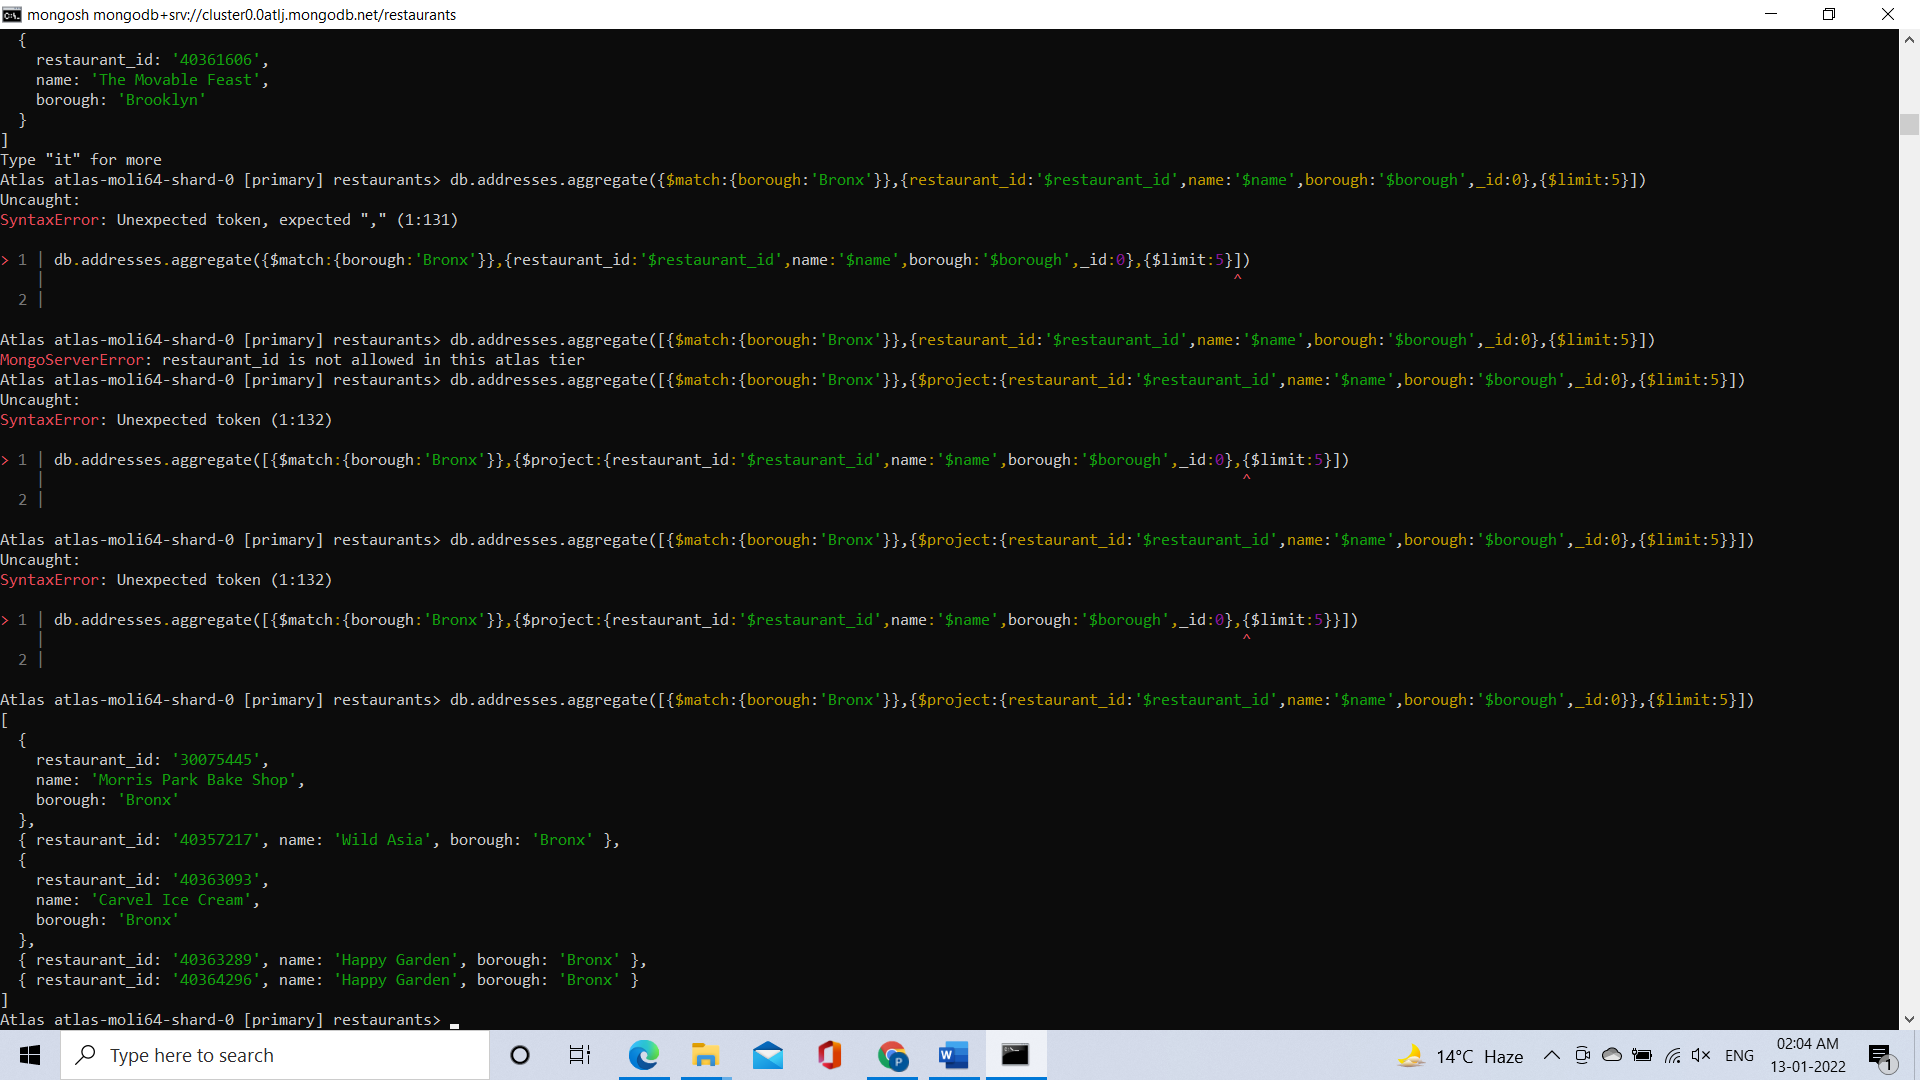 mongosh mongodb+srv://cluster0.0atlj.mongodb.net/restaurants
  {
    restaurant_id: '40361606',
    name: 'The Movable Feast',
    borough: 'Brooklyn'
  }
]
Type "it" for more
Atlas atlas-moli64-shard-0 [primary] restaurants> db.addresses.aggregate({$match:{borough:'Bronx'}},{restaurant_id:'$restaurant_id',name:'$name',borough:'$borough',_id:0},{$limit:5}])
Uncaught:
SyntaxError: Unexpected token, expected "," (1:131)
> 1 | db.addresses.aggregate({$match:{borough:'Bronx'}},{restaurant_id:'$restaurant_id',name:'$name',borough:'$borough',_id:0},{$limit:5}])
    | ^
  2 |
Atlas atlas-moli64-shard-0 [primary] restaurants> db.addresses.aggregate([{$match:{borough:'Bronx'}},{restaurant_id:'$restaurant_id',name:'$name',borough:'$borough',_id:0},{$limit:5}])
MongoServerError: restaurant_id is not allowed in this atlas tier
Atlas atlas-moli64-shard-0 [primary] restaurants> db.addresses.aggregate([{$match:{borough:'Bronx'}},{$project:{restaurant_id:'$restaurant_id',name:'$name',borough:'$borough',_id:0},{$limit:5}])
Uncaught:
SyntaxError: Unexpected token (1:132)
> 1 | db.addresses.aggregate([{$match:{borough:'Bronx'}},{$project:{restaurant_id:'$restaurant_id',name:'$name',borough:'$borough',_id:0},{$limit:5}])
    | ^
  2 |
Atlas atlas-moli64-shard-0 [primary] restaurants> db.addresses.aggregate([{$match:{borough:'Bronx'}},{$project:{restaurant_id:'$restaurant_id',name:'$name',borough:'$borough',_id:0},{$limit:5}}])
Uncaught:
SyntaxError: Unexpected token (1:132)
> 1 | db.addresses.aggregate([{$match:{borough:'Bronx'}},{$project:{restaurant_id:'$restaurant_id',name:'$name',borough:'$borough',_id:0},{$limit:5}}])
    | ^
  2 |
Atlas atlas-moli64-shard-0 [primary] restaurants> db.addresses.aggregate([{$match:{borough:'Bronx'}},{$project:{restaurant_id:'$restaurant_id',name:'$name',borough:'$borough',_id:0}},{$limit:5}])
[
  {
    restaurant_id: '30075445',
    name: 'Morris Park Bake Shop',
    borough: 'Bronx'
  },
  { restaurant_id: '40357217', name: 'Wild Asia', borough: 'Bronx' },
  {
    restaurant_id: '40363093',
    name: 'Carvel Ice Cream',
    borough: 'Bronx'
  },
  { restaurant_id: '40363289', name: 'Happy Garden', borough: 'Bronx' },
  { restaurant_id: '40364296', name: 'Happy Garden', borough: 'Bronx' }
]
Atlas atlas-moli64-shard-0 [primary] restaurants>
Type here to search
14°C Haze
ENG
02:04 AM
13-01-2022
1